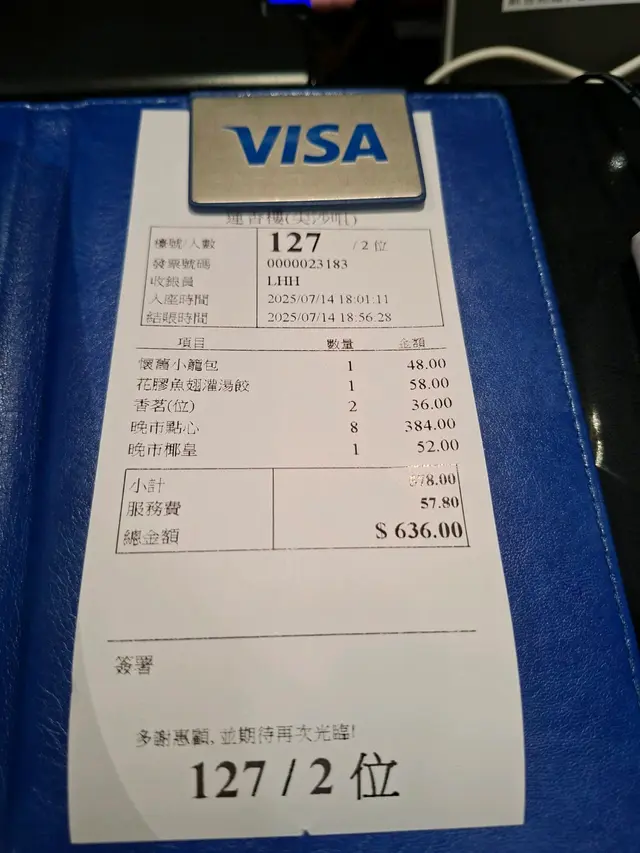 VISA
蓮香樓(尖沙咀)
檯號/人數 127 / 2 位
發票號碼 0000023183
收銀員 LHH
入座時間 2025/07/14 18:01:11
結賬時間 2025/07/14 18:56:28
項目 數量 金額
懷舊小籠包 1 48.00
花膠魚翅灌湯餃 1 58.00
香茗(位) 2 36.00
晚市點心 8 384.00
晚市椰皇 1 52.00
小計 578.00
服務費 57.80
總金額 $ 636.00
簽署
多謝惠顧, 並期待再次光臨!
127 / 2 位